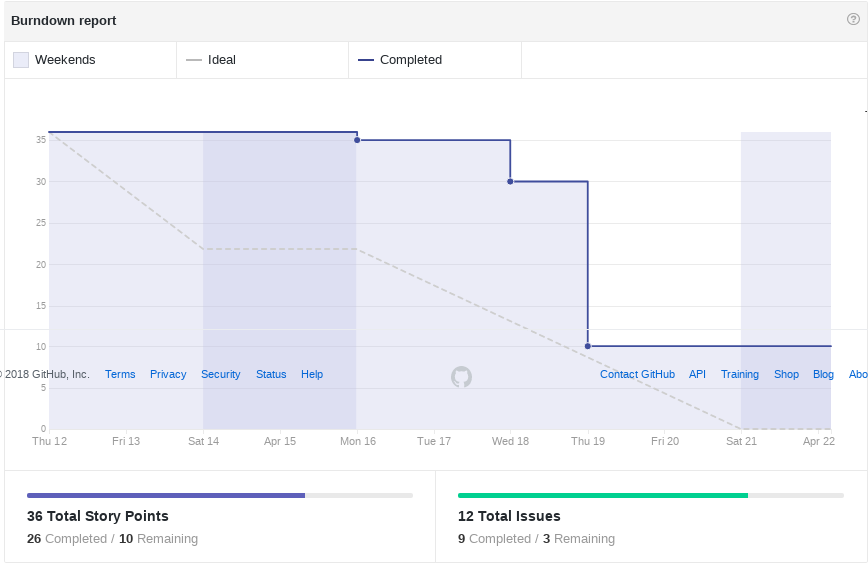 Burndown report
Weekends Ideal Completed
35
30
25
20
15
10
© 2018 GitHub, Inc. Terms Privacy Security Status Help Contact GitHub API Training Shop Blog
5
0
Thu 12 Fri 13 Sat 14 Apr 15 Mon 16 Tue 17 Wed 18 Thu 19 Fri 20 Sat 21 Apr 22
36 Total Story Points
26 Completed / 10 Remaining
12 Total Issues
9 Completed / 3 Remaining